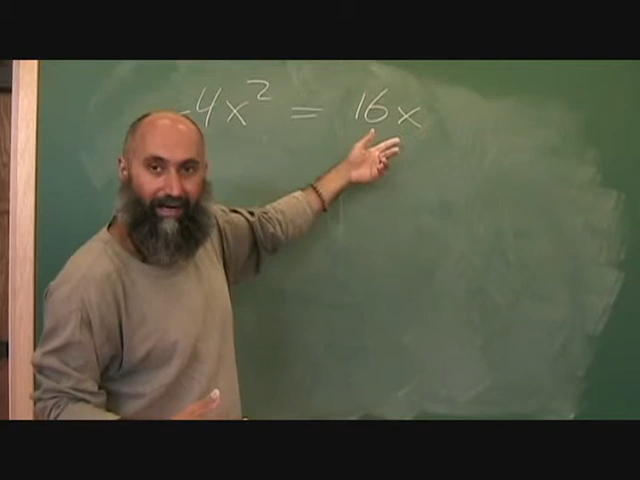 -4x² = 16x